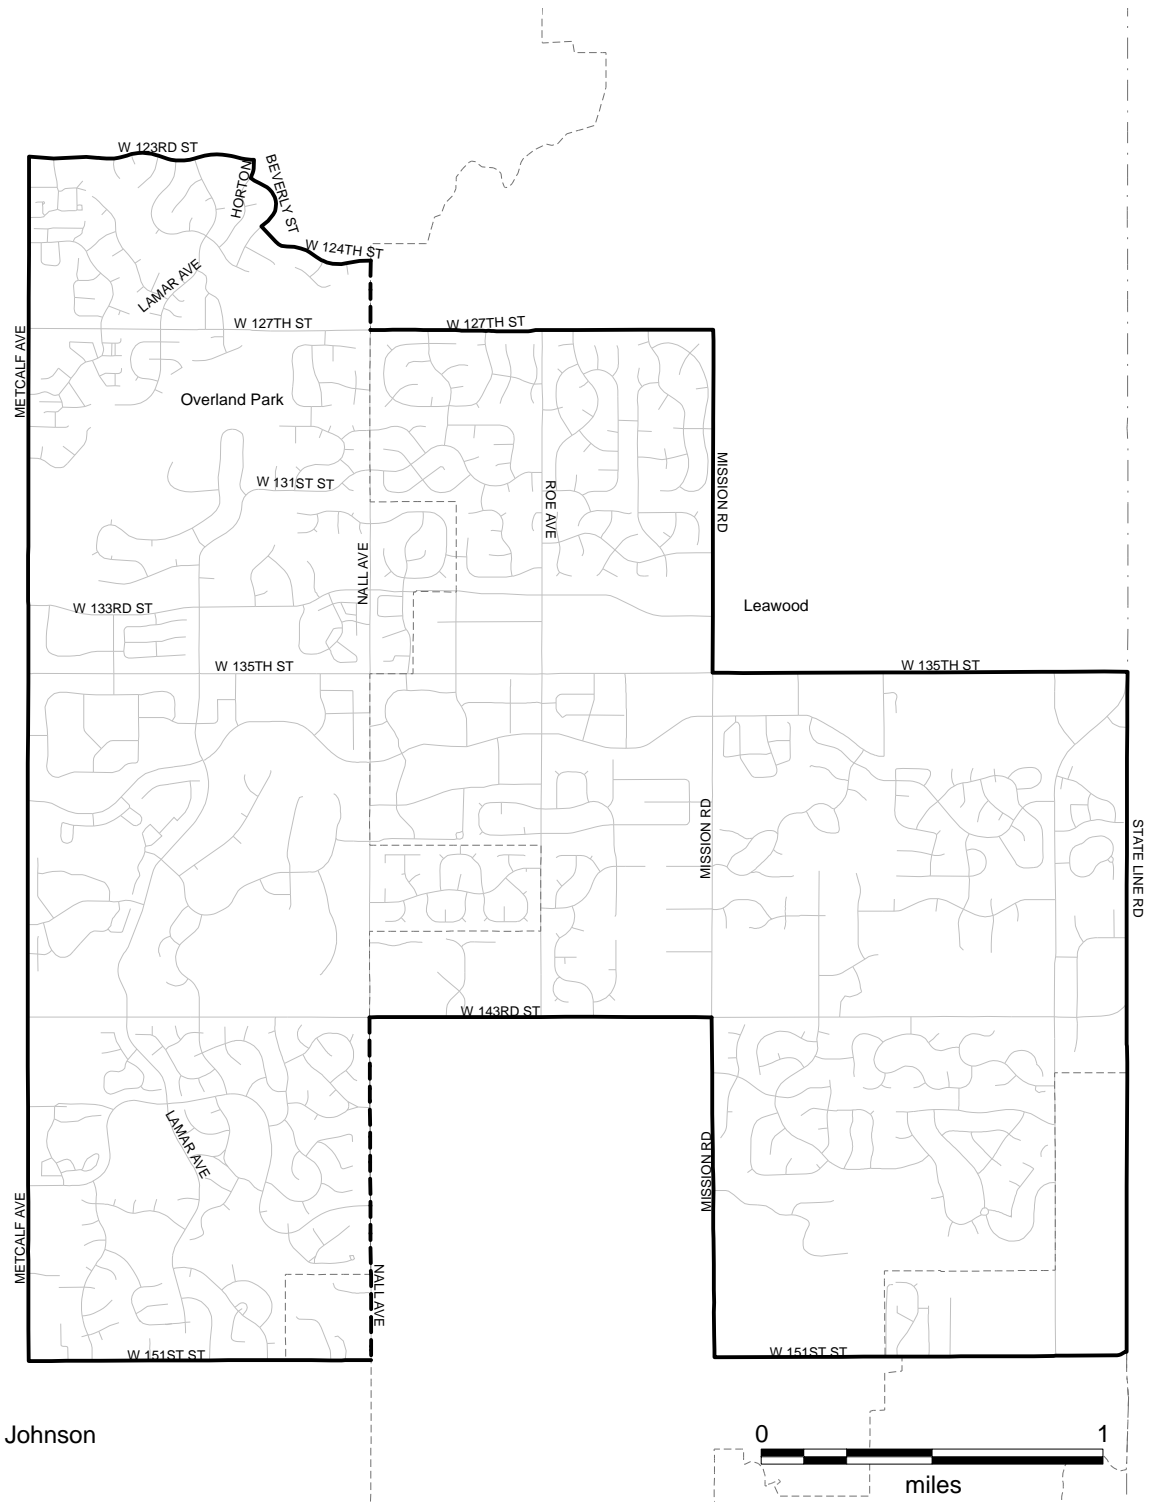 W 123RD ST
HORTON
BEVERLY ST
W 124TH ST
LAMAR AVE
METCALF AVE
W 127TH ST
W 127TH ST
Overland Park
W 131ST ST
ROE AVE
MISSION RD
NALL AVE
W 133RD ST
Leawood
W 135TH ST
W 135TH ST
MISSION RD
STATE LINE RD
W 143RD ST
LAMAR AVE
MISSION RD
METCALF AVE
NALL AVE
W 151ST ST
W 151ST ST
Johnson
0 1
miles